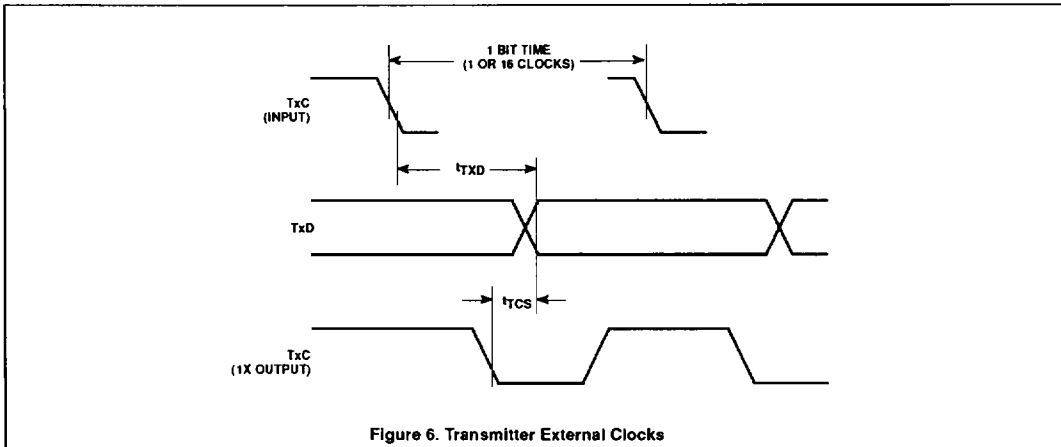 1 BIT TIME
(1 OR 16 CLOCKS)
TxC
(INPUT)
tTXD
TxD
tTCS
TxC
(1X OUTPUT)
Figure 6. Transmitter External Clocks